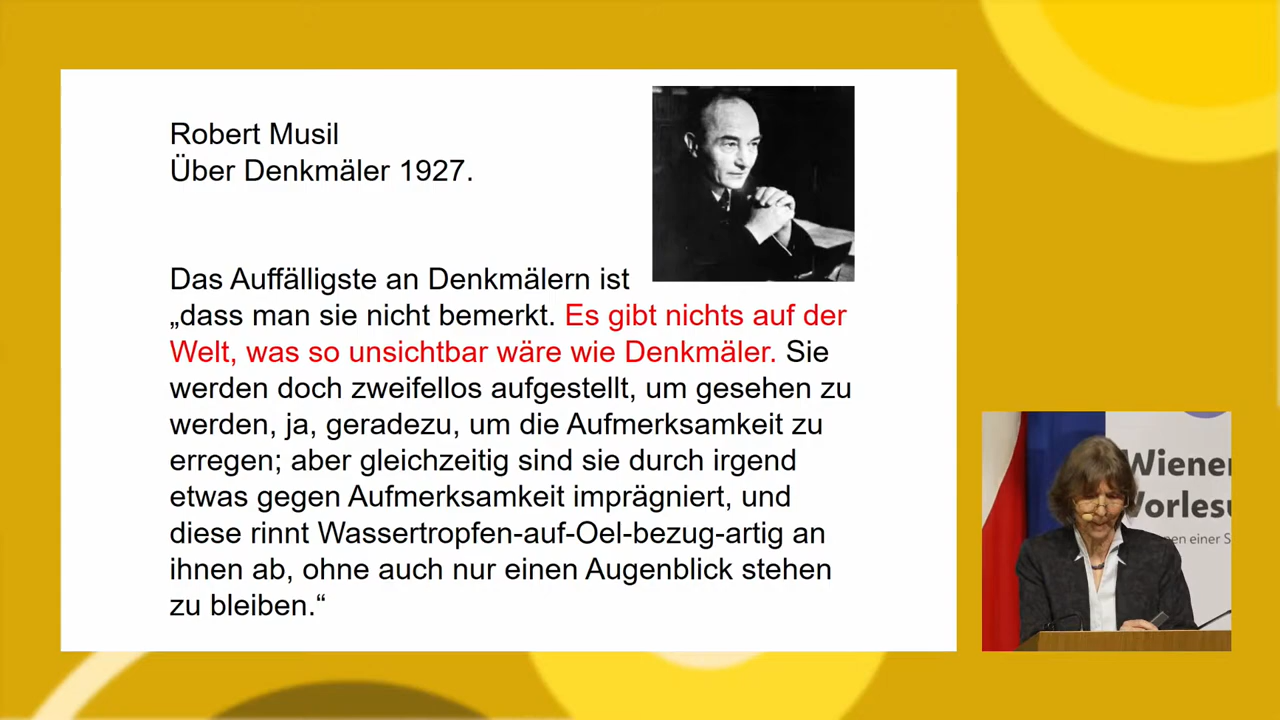 Robert Musil
Über Denkmäler 1927.
Das Auffälligste an Denkmälern ist
„dass man sie nicht bemerkt. Es gibt nichts auf der
Welt, was so unsichtbar wäre wie Denkmäler. Sie
werden doch zweifellos aufgestellt, um gesehen zu
werden, ja, geradezu, um die Aufmerksamkeit zu
erregen; aber gleichzeitig sind sie durch irgend
etwas gegen Aufmerksamkeit imprägniert, und
diese rinnt Wassertropfen-auf-Oel-bezug-artig an
ihnen ab, ohne auch nur einen Augenblick stehen
zu bleiben.“
Wiener
Vorlesu
en einer S